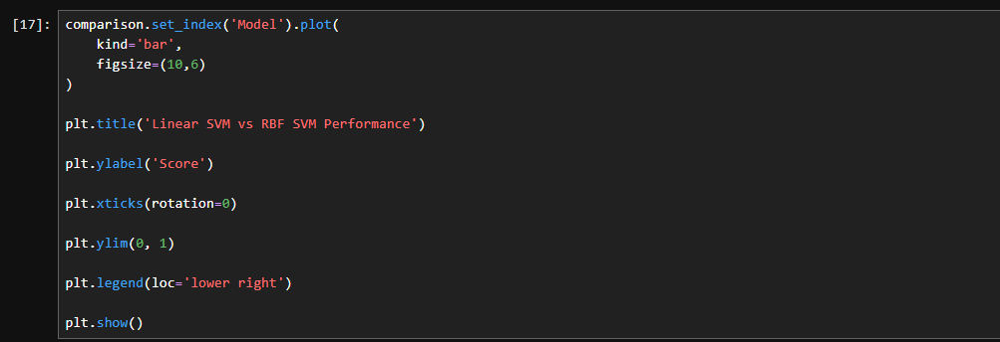 [17]: comparison.set_index('Model').plot(
    kind='bar',
    figsize=(10,6)
)
plt.title('Linear SVM vs RBF SVM Performance')
plt.ylabel('Score')
plt.xticks(rotation=0)
plt.ylim(0, 1)
plt.legend(loc='lower right')
plt.show()